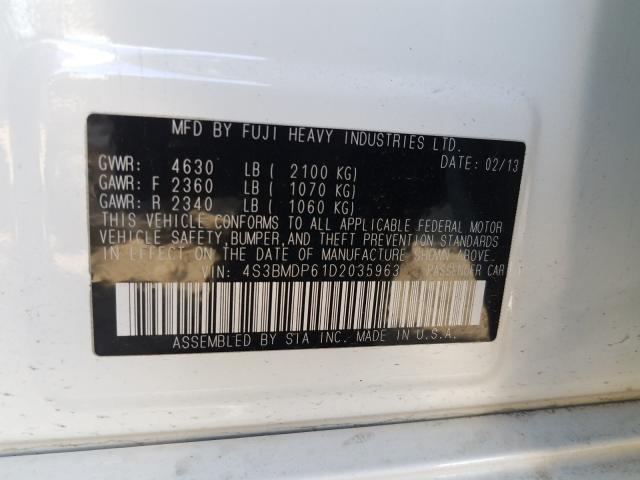 MFD BY FUJI HEAVY INDUSTRIES LTD.
DATE: 02/13
GVWR: 4630 LB ( 2100 KG)
GAWR: F 2360 LB ( 1070 KG)
GAWR: R 2340 LB ( 1060 KG)
THIS VEHICLE CONFORMS TO ALL APPLICABLE FEDERAL MOTOR
VEHICLE SAFETY, BUMPER, AND THEFT PREVENTION STANDARDS
IN EFFECT ON THE DATE OF MANUFACTURE SHOWN ABOVE.
VIN: 4S3BMDP61D2035963 PASSENGER CAR
ASSEMBLED BY SIA INC. MADE IN U.S.A.